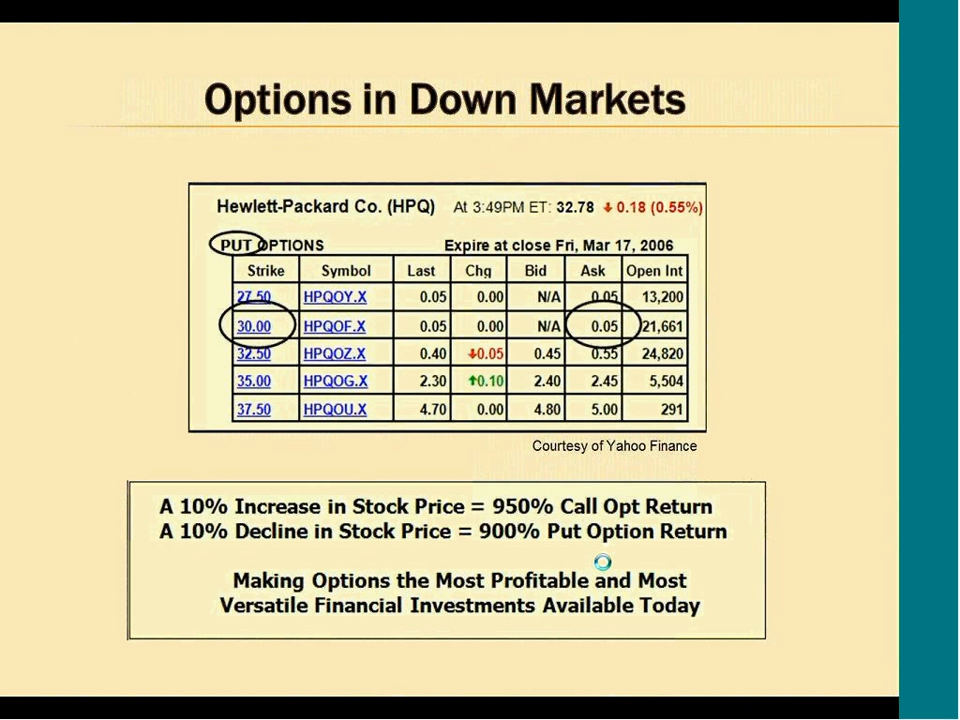 Options in Down Markets
Hewlett-Packard Co. (HPQ) At 3:49PM ET: 32.78 ↓ 0.18 (0.55%)
PUT OPTIONS Expire at close Fri, Mar 17, 2006
Strike Symbol Last Chg Bid Ask Open Int
27.50 HPQOY.X 0.05 0.00 N/A 0.05 13,200
30.00 HPQOF.X 0.05 0.00 N/A 0.05 21,661
32.50 HPQOZ.X 0.40 ↓0.05 0.45 0.55 24,820
35.00 HPQOG.X 2.30 ↑0.10 2.40 2.45 5,504
37.50 HPQOU.X 4.70 0.00 4.80 5.00 291
Courtesy of Yahoo Finance
A 10% Increase in Stock Price = 950% Call Opt Return
A 10% Decline in Stock Price = 900% Put Option Return
Making Options the Most Profitable and Most
Versatile Financial Investments Available Today